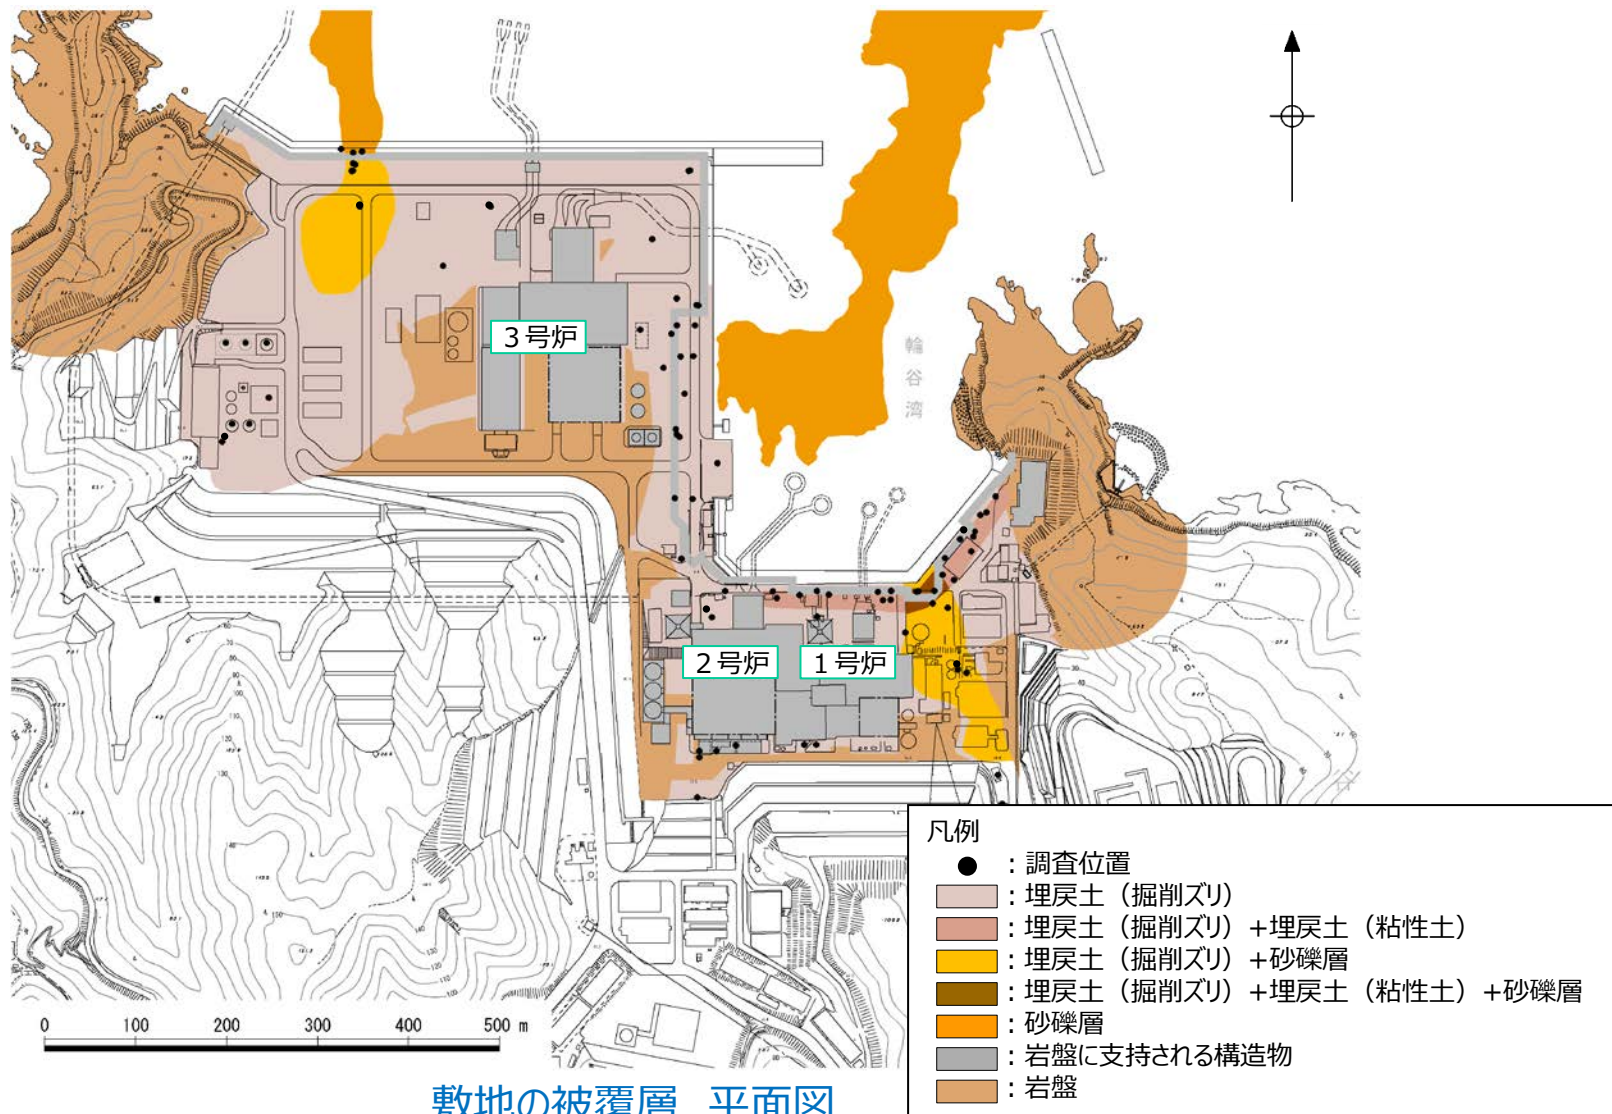 3号炉
輪谷湾
2号炉
1号炉
谷
凡例
●：調査位置
：埋戻土（掘削ズリ）
：埋戻土（掘削ズリ）+埋戻土（粘性土）
：埋戻土（掘削ズリ）+砂礫層
：埋戻土（掘削ズリ）+埋戻土（粘性土）+砂礫層
：砂礫層
：岩盤に支持される構造物
：岩盤
0 100 200 300 400 500 m
敷地の被覆層 平面図